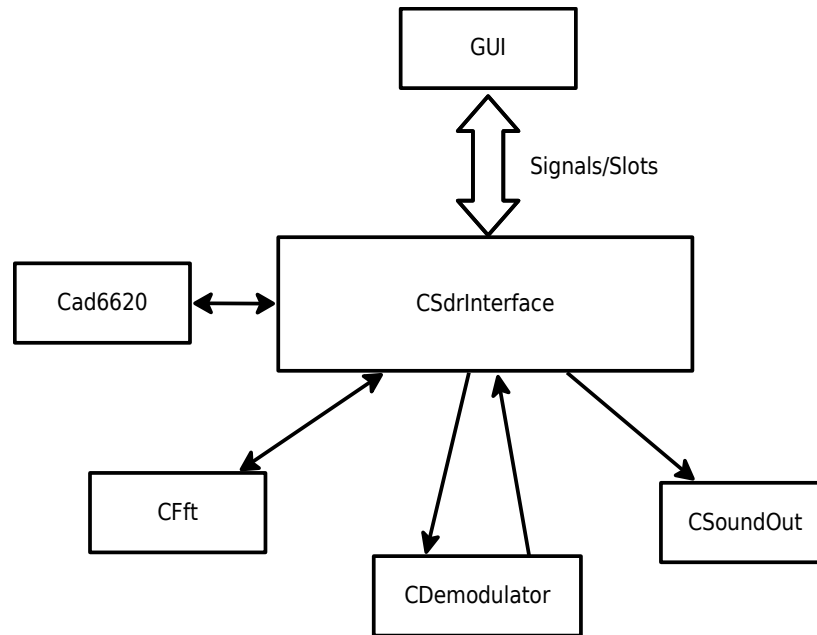 GUI
Signals/Slots
Cad6620
CSdrInterface
CFft
CSoundOut
CDemodulator